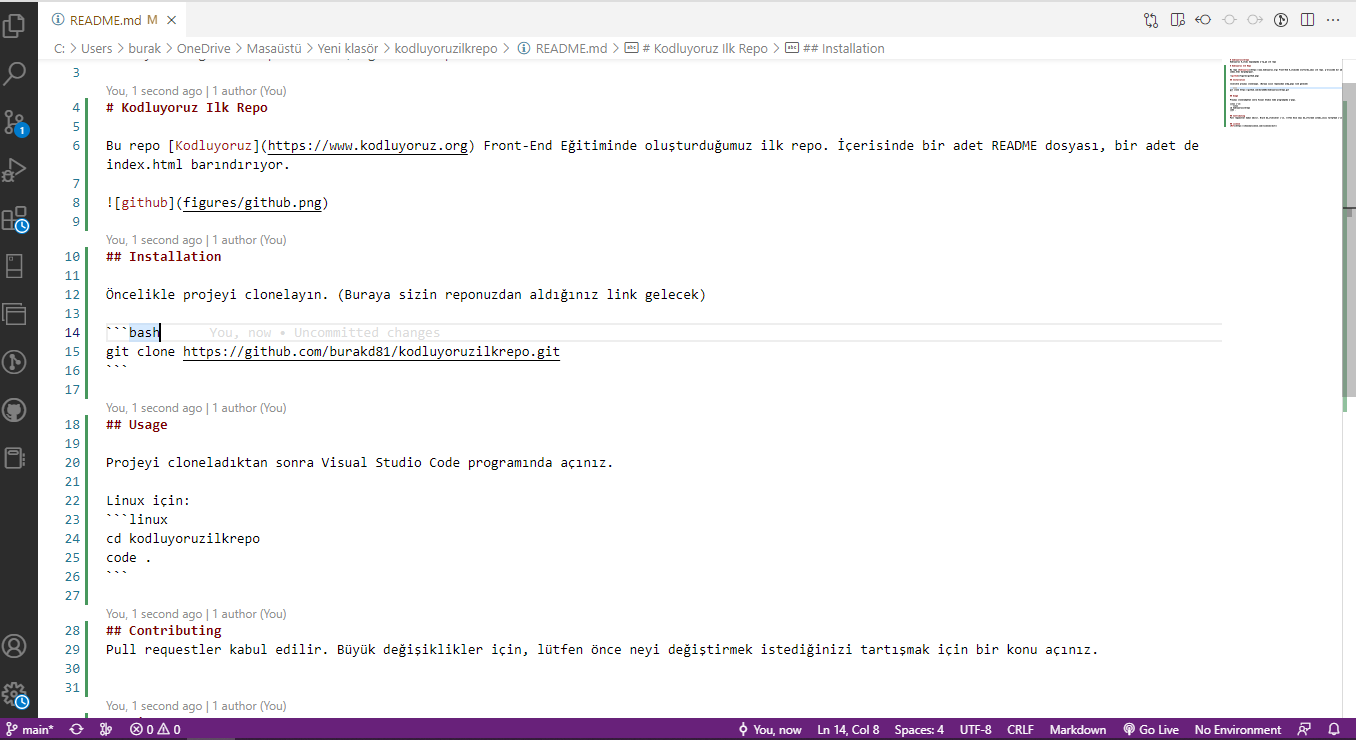 README.md M
C: > Users > burak > OneDrive > Masaüstü > Yeni klasör > kodluyoruzilkrepo > README.md > # Kodluyoruz Ilk Repo > ## Installation
3
You, 1 second ago | 1 author (You)
4 # Kodluyoruz Ilk Repo
5
6 Bu repo [Kodluyoruz](https://www.kodluyoruz.org) Front-End Eğitiminde oluşturduğumuz ilk repo. İçerisinde bir adet README dosyası, bir adet de
index.html barındırıyor.
7
8 ![github](figures/github.png)
9
You, 1 second ago | 1 author (You)
10 ## Installation
11
12 Öncelikle projeyi clonelayın. (Buraya sizin reponuzdan aldığınız link gelecek)
13
14 ```bash You, now • Uncommitted changes
15 git clone https://github.com/burakd81/kodluyoruzilkrepo.git
16 ```
17
You, 1 second ago | 1 author (You)
18 ## Usage
19
20 Projeyi cloneladıktan sonra Visual Studio Code programında açınız.
21
22 Linux için:
23 ```linux
24 cd kodluyoruzilkrepo
25 code .
26 ```
27
You, 1 second ago | 1 author (You)
28 ## Contributing
29 Pull requestler kabul edilir. Büyük değişiklikler için, lütfen önce neyi değiştirmek istediğinizi tartışmak için bir konu açınız.
30
31
You, 1 second ago | 1 author (You)
1
main* 0 0 You, now Ln 14, Col 8 Spaces: 4 UTF-8 CRLF Markdown Go Live No Environment